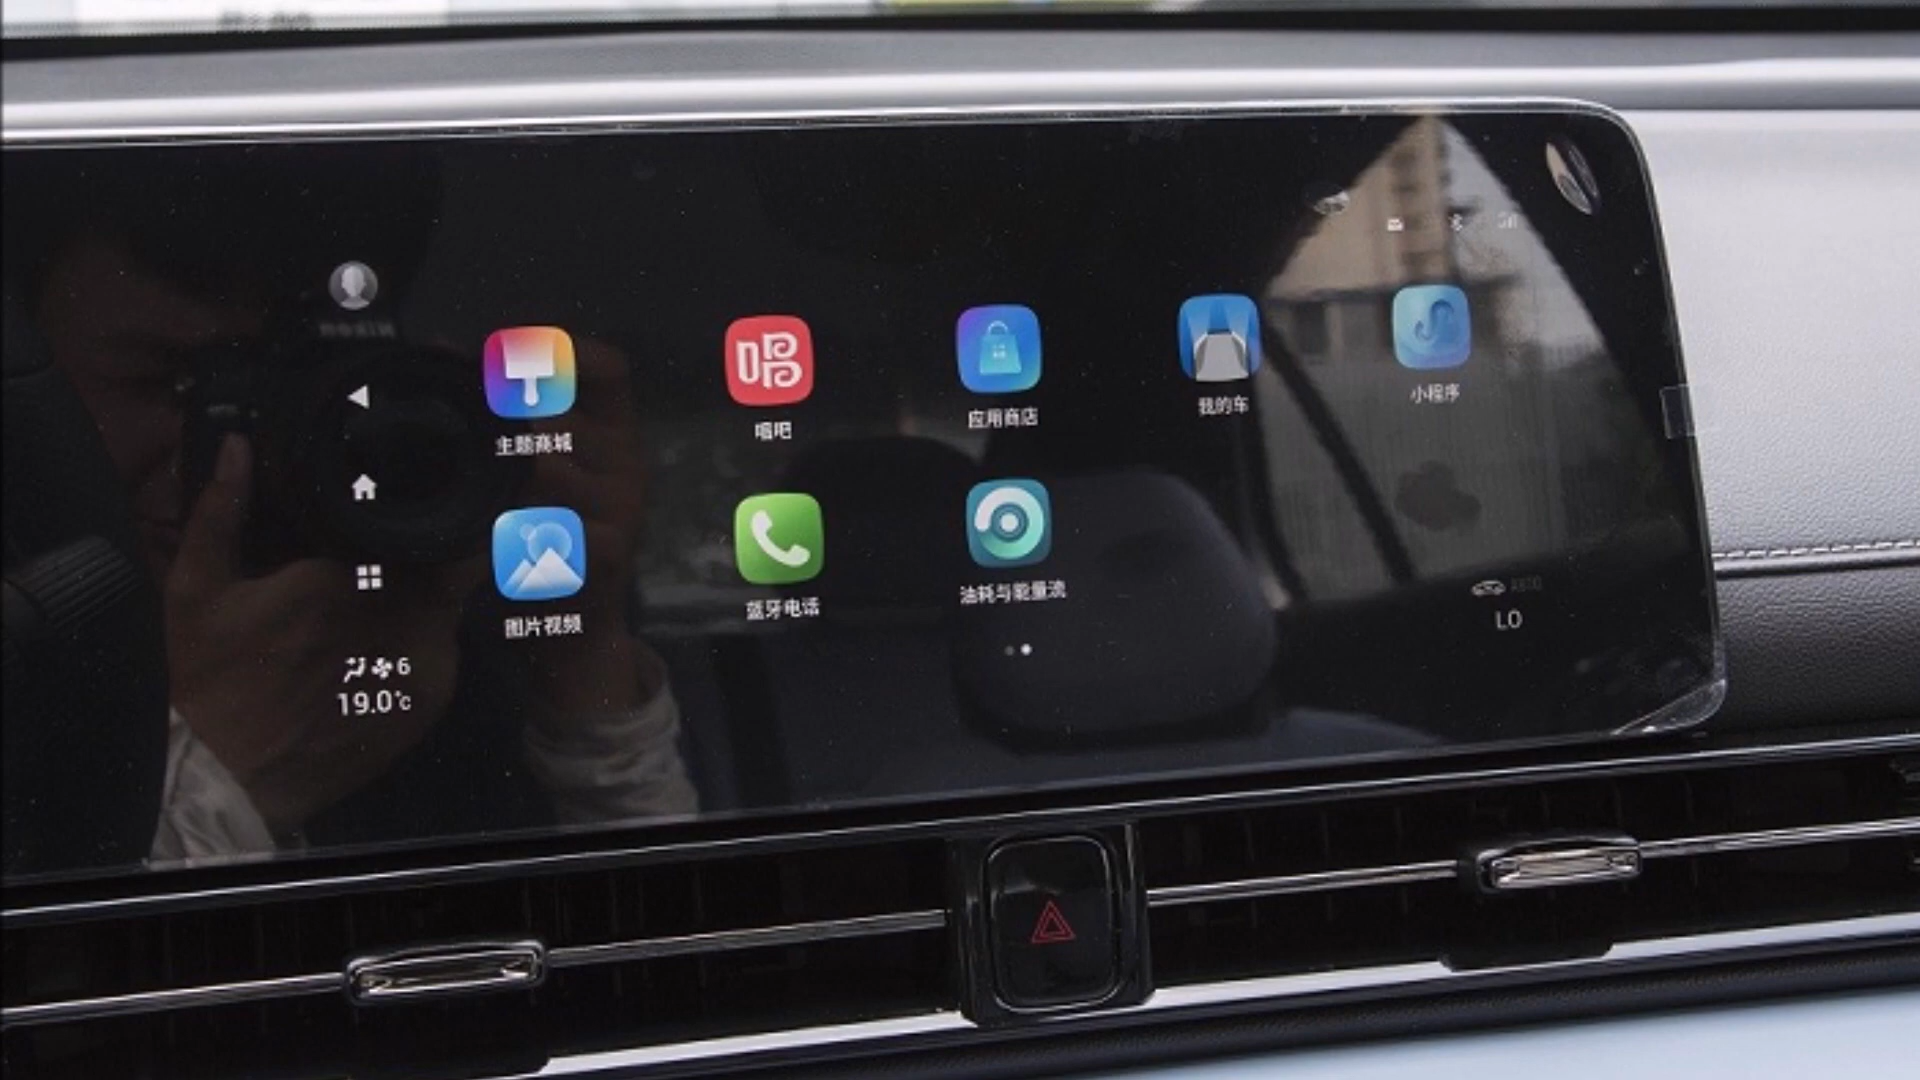 主题商城
唱
唱吧
应用商店
我的车
小程序
图片视频
蓝牙电话
油耗与能量流
6
19.0℃
AUTO
LO